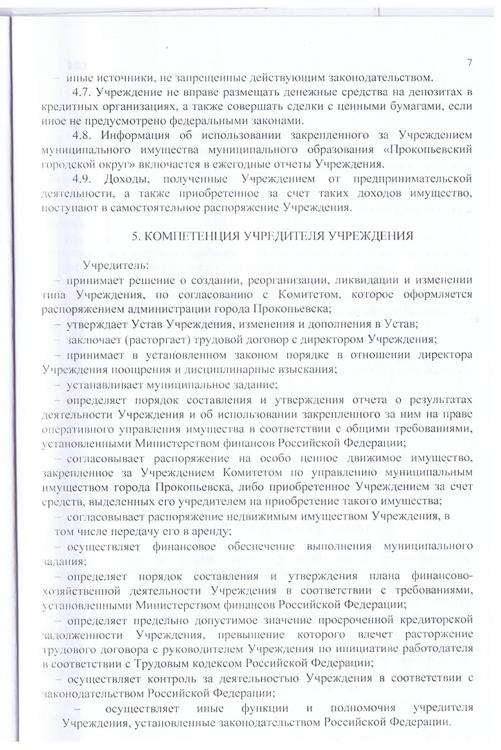 7
– иные источники, не запрещенные действующим законодательством.
4.7. Учреждение не вправе размещать денежные средства на депозитах в
кредитных организациях, а также совершать сделки с ценными бумагами, если
иное не предусмотрено федеральными законами.
4.8. Информация об использовании закрепленного за Учреждением
муниципального имущества муниципального образования «Прокопьевский
городской округ» включается в ежегодные отчеты Учреждения.
4.9. Доходы, полученные Учреждением от предпринимательской
деятельности, а также приобретенное за счет таких доходов имущество,
поступают в самостоятельное распоряжение Учреждения.
5. КОМПЕТЕНЦИЯ УЧРЕДИТЕЛЯ УЧРЕЖДЕНИЯ
Учредитель:
– принимает решение о создании, реорганизации, ликвидации и изменении
типа Учреждения, по согласованию с Комитетом, которое оформляется
распоряжением администрации города Прокопьевска;
– утверждает Устав Учреждения, изменения и дополнения в Устав;
– заключает (расторгает) трудовой договор с директором Учреждения;
– принимает в установленном законом порядке в отношении директора
Учреждения поощрения и дисциплинарные взыскания;
– устанавливает муниципальное задание;
– определяет порядок составления и утверждения отчета о результатах
деятельности Учреждения и об использовании закрепленного за ним на праве
оперативного управления имущества в соответствии с общими требованиями,
установленными Министерством финансов Российской Федерации;
– согласовывает распоряжение на особо ценное движимое имущество,
закрепленное за Учреждением Комитетом по управлению муниципальным
имуществом города Прокопьевска, либо приобретенное Учреждением за счет
средств, выделенных его учредителем на приобретение такого имущества;
– согласовывает распоряжение недвижимым имуществом Учреждения, в
том числе передачу его в аренду;
– осуществляет финансовое обеспечение выполнения муниципального
задания;
– определяет порядок составления и утверждения плана финансово-
хозяйственной деятельности Учреждения в соответствии с требованиями,
установленными Министерством финансов Российской Федерации;
– определяет предельно допустимое значение просроченной кредиторской
задолженности Учреждения, превышение которого влечет расторжение
трудового договора с руководителем Учреждения по инициативе работодателя
в соответствии с Трудовым кодексом Российской Федерации;
– осуществляет контроль за деятельностью Учреждения в соответствии с
законодательством Российской Федерации;
– осуществляет иные функции и полномочия учредителя
Учреждения, установленные законодательством Российской Федерации.